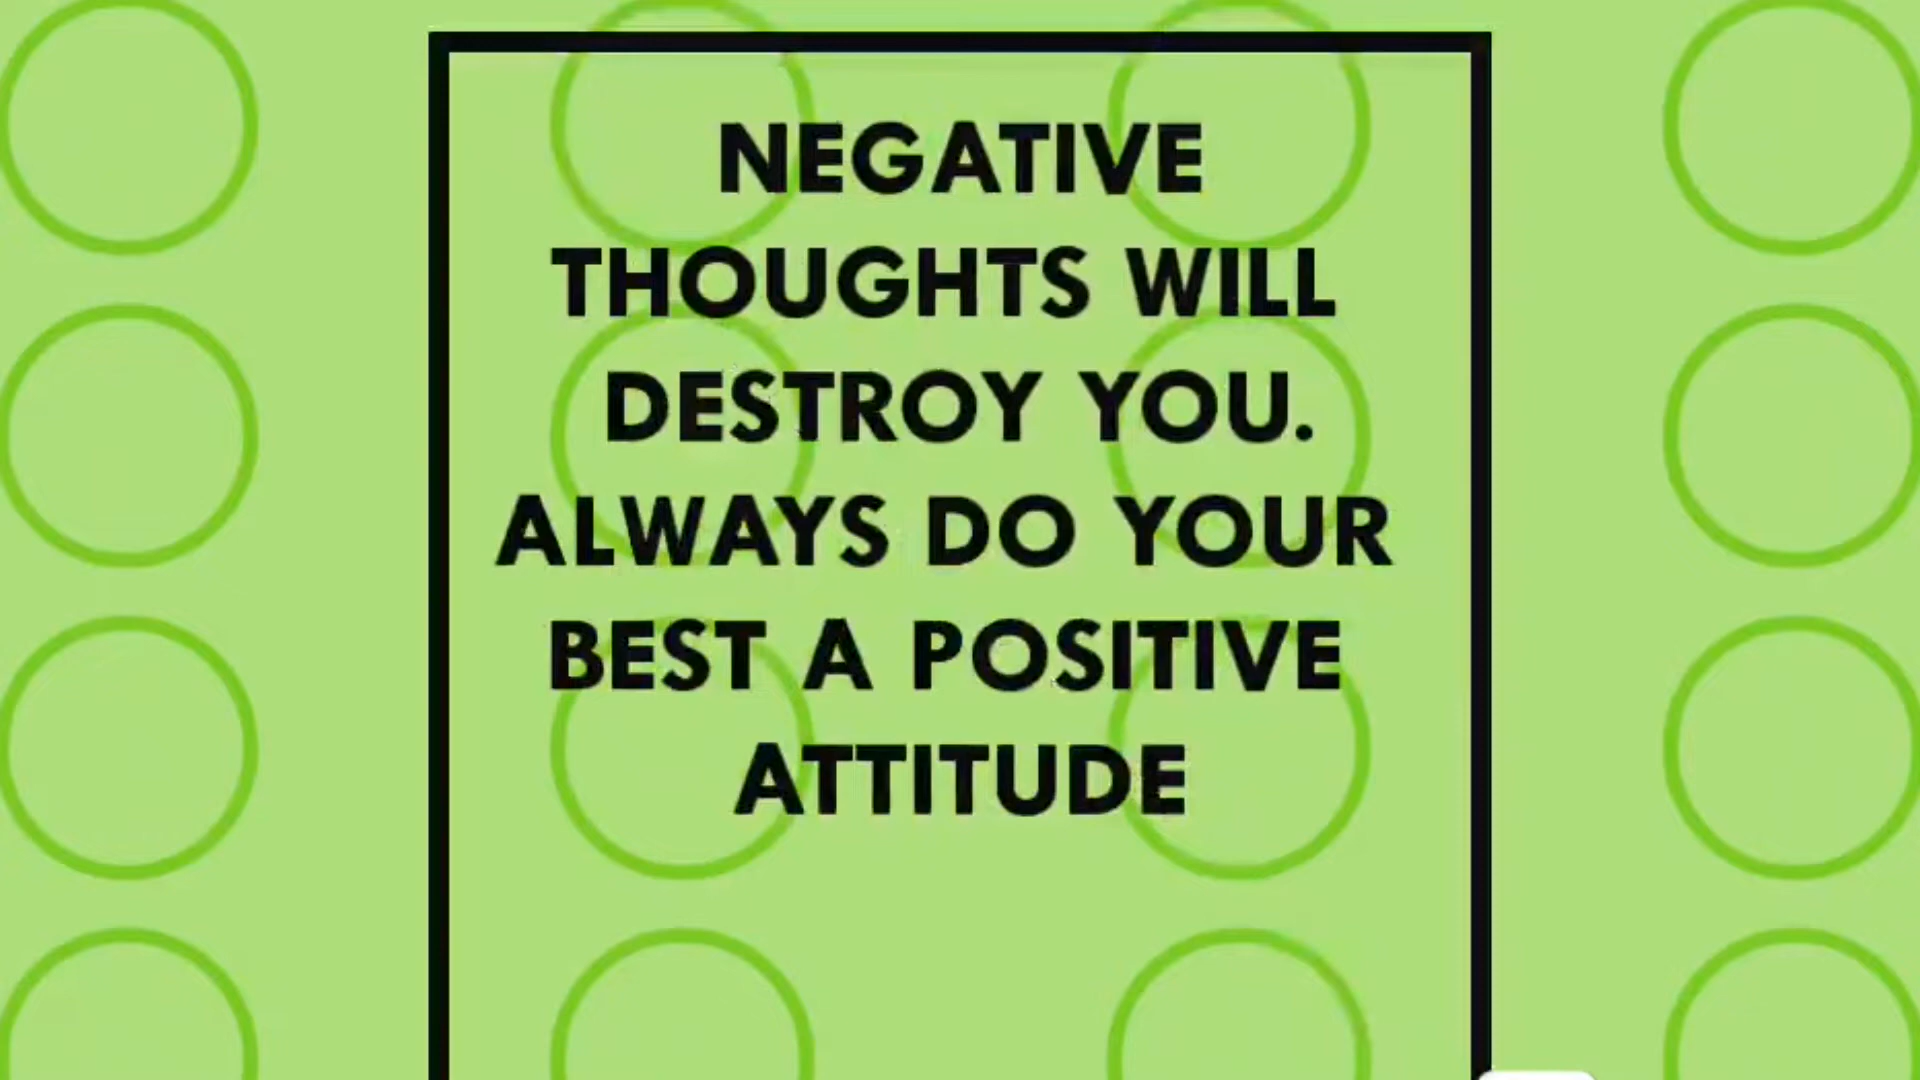 NEGATIVE
THOUGHTS WILL
DESTROY YOU.
ALWAYS DO YOUR
BEST A POSITIVE
ATTITUDE